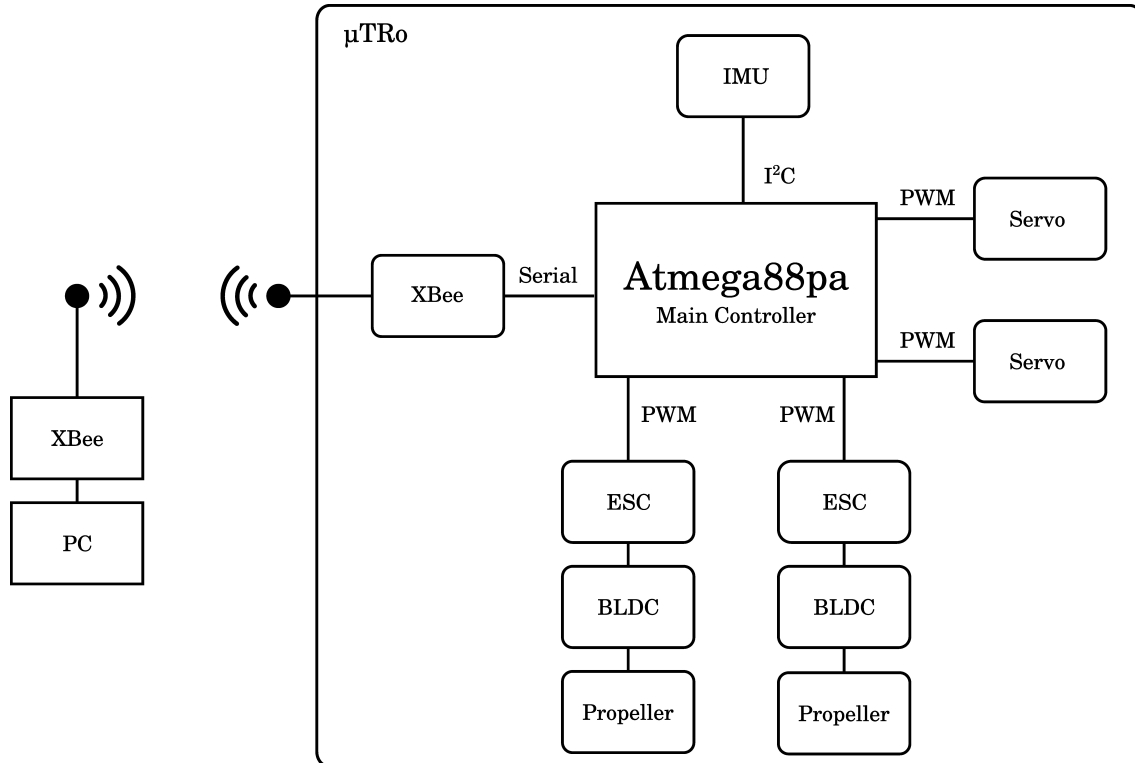 µTRo
IMU
I²C
PWM
Servo
Atmega88pa
Main Controller
Serial
XBee
PWM
Servo
PWM
PWM
XBee
PC
ESC
ESC
BLDC
BLDC
Propeller
Propeller